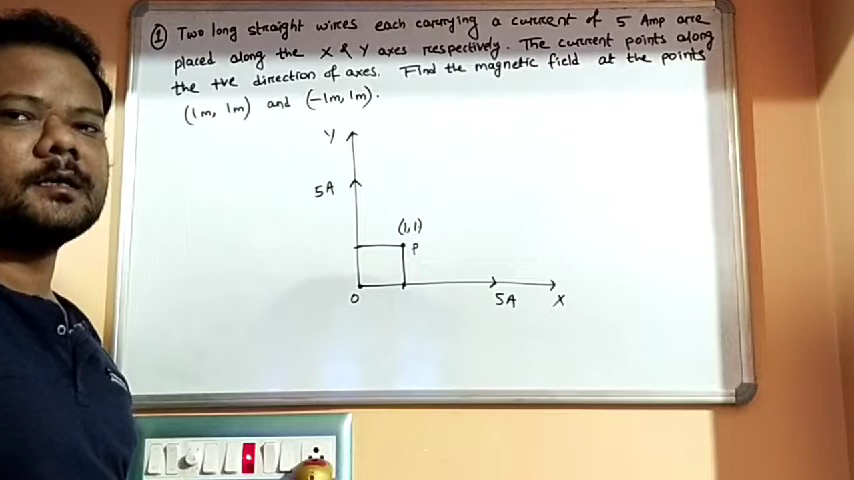 ① Two long straight wires each carrying a current of 5 Amp are
placed along the X & Y axes respectively. The current points along
the +ve direction of axes. Find the magnetic field at the points
(1m, 1m) and (-1m, 1m).
Y
5A
(1,1)
P
O
5A
X